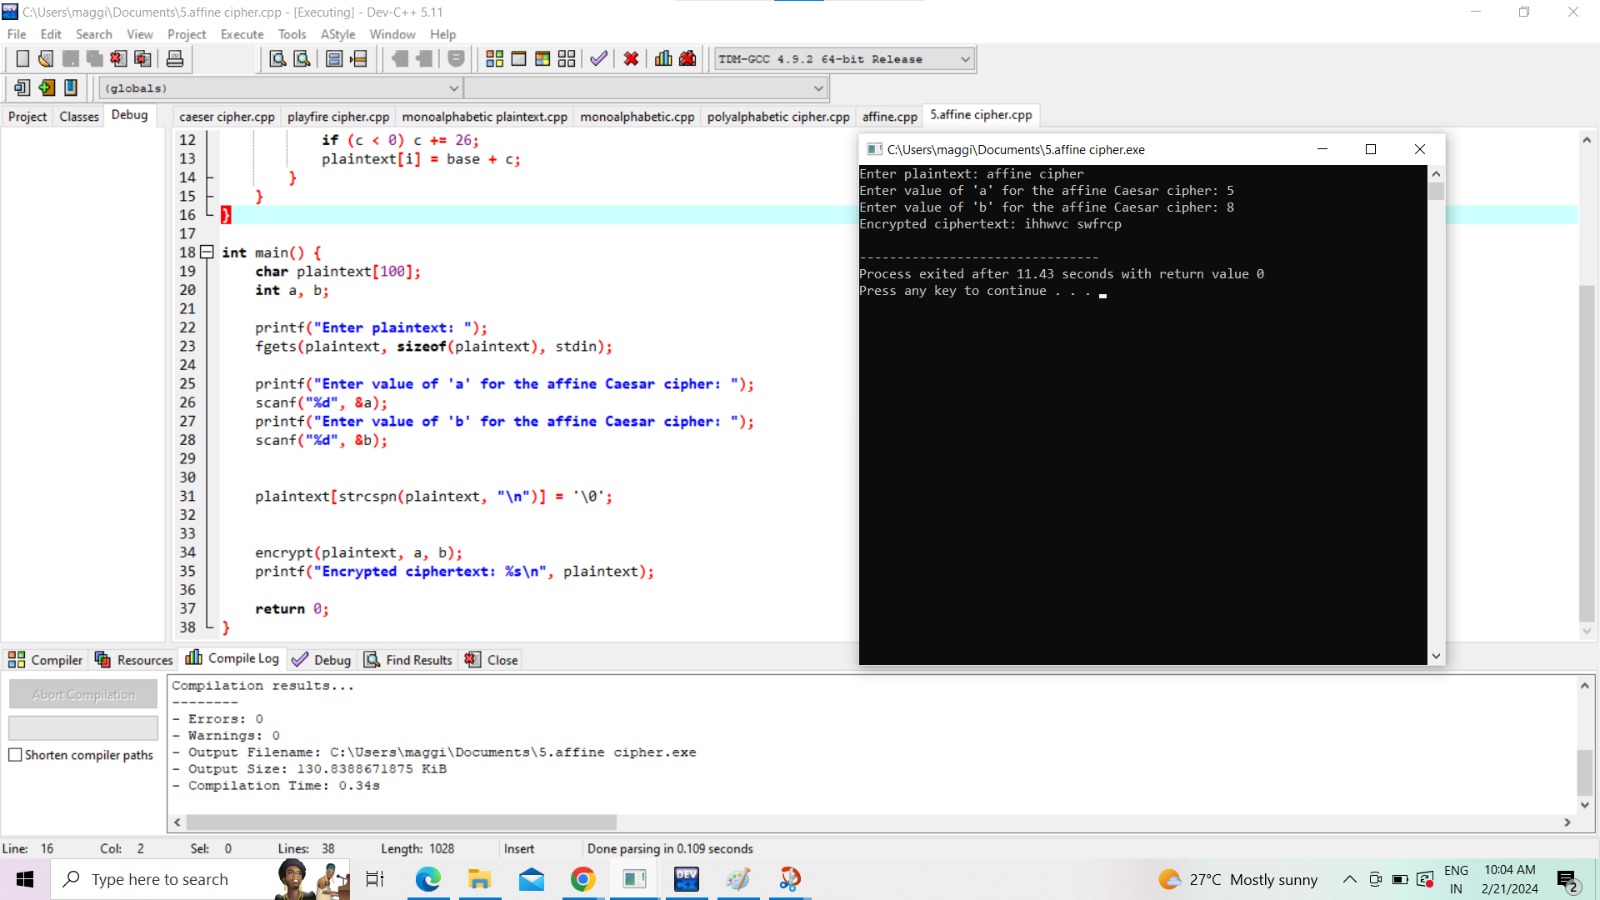 C:\Users\maggi\Documents\5.affine cipher.cpp - [Executing] - Dev-C++ 5.11
File Edit Search View Project Execute Tools AStyle Window Help
TDM-GCC 4.9.2 64-bit Release
(globals)
Project Classes Debug
caeser cipher.cpp playfire cipher.cpp monoalphabetic plaintext.cpp monoalphabetic.cpp polyalphabetic cipher.cpp affine.cpp 5.affine cipher.cpp
12 if (c < 0) c += 26;
13 plaintext[i] = base + c;
14 }
15 }
16 }
17
18 int main() {
19 char plaintext[100];
20 int a, b;
21
22 printf("Enter plaintext: ");
23 fgets(plaintext, sizeof(plaintext), stdin);
24
25 printf("Enter value of 'a' for the affine Caesar cipher: ");
26 scanf("%d", &a);
27 printf("Enter value of 'b' for the affine Caesar cipher: ");
28 scanf("%d", &b);
29
30
31 plaintext[strcspn(plaintext, "\n")] = '\0';
32
33
34 encrypt(plaintext, a, b);
35 printf("Encrypted ciphertext: %s\n", plaintext);
36
37 return 0;
38 }
C:\Users\maggi\Documents\5.affine cipher.exe
Enter plaintext: affine cipher
Enter value of 'a' for the affine Caesar cipher: 5
Enter value of 'b' for the affine Caesar cipher: 8
Encrypted ciphertext: ihhwvc swfrcp
--------------------------------
Process exited after 11.43 seconds with return value 0
Press any key to continue . . .
Compiler Resources Compile Log Debug Find Results Close
Abort Compilation
Shorten compiler paths
Compilation results...
--------
- Errors: 0
- Warnings: 0
- Output Filename: C:\Users\maggi\Documents\5.affine cipher.exe
- Output Size: 130.8388671875 KiB
- Compilation Time: 0.34s
Line: 16 Col: 2 Sel: 0 Lines: 38 Length: 1028 Insert Done parsing in 0.109 seconds
Type here to search
DEV
27°C Mostly sunny
ENG
IN
10:04 AM
2/21/2024
2